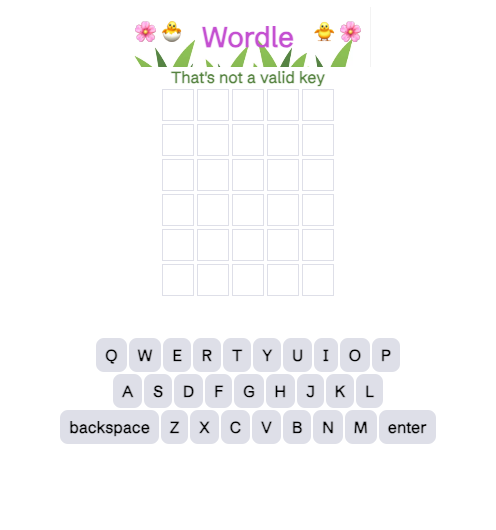 Wordle
That's not a valid key
Q W E R T Y U I O P
A S D F G H J K L
backspace Z X C V B N M enter